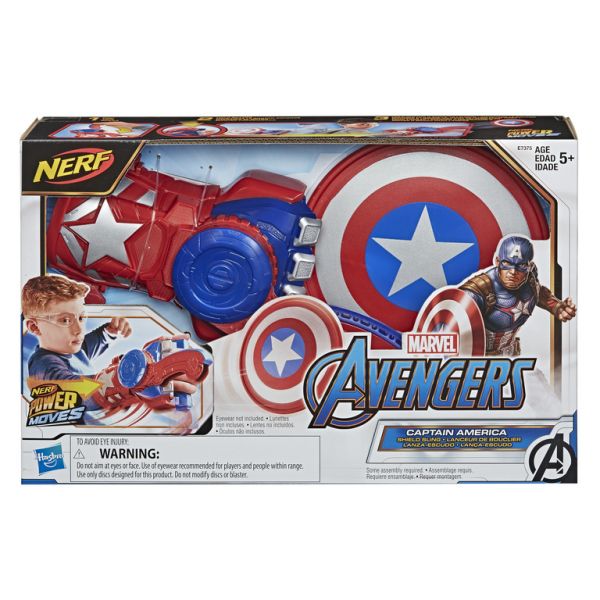 NERF
E7375
AGE
EDAD 5+
IDADE
MARVEL
AVENGERS
CAPTAIN AMERICA
SHIELD SLING • LANCEUR DE BOUCLIER
LANZA-ESCUDO • LANÇA-ESCUDO
NERF
POWER
MOVES
Eyewear not included. • Lunettes
non incluses. • Lentes no incluidos.
• Óculos não incluso.
Hasbro
TO AVOID EYE INJURY:
WARNING:
Do not aim at eyes or face. Use of eyewear recommended for players and people within range.
Use only discs designed for this product. Do not modify discs or blaster.
Some assembly required. • Assemblage requis.
Requiere ensamblaje. • Requer montagem.